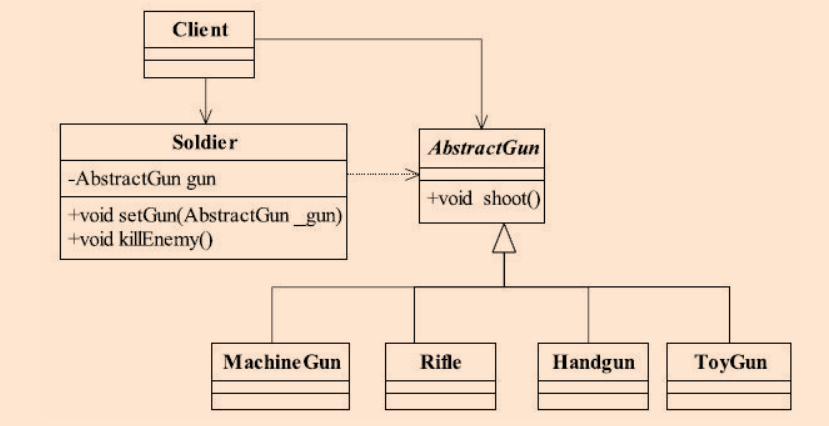 Client
Soldier
-AbstractGun gun
+void setGun(AbstractGun _gun)
+void killEnemy()
AbstractGun
+void shoot()
MachineGun
Rifle
Handgun
ToyGun